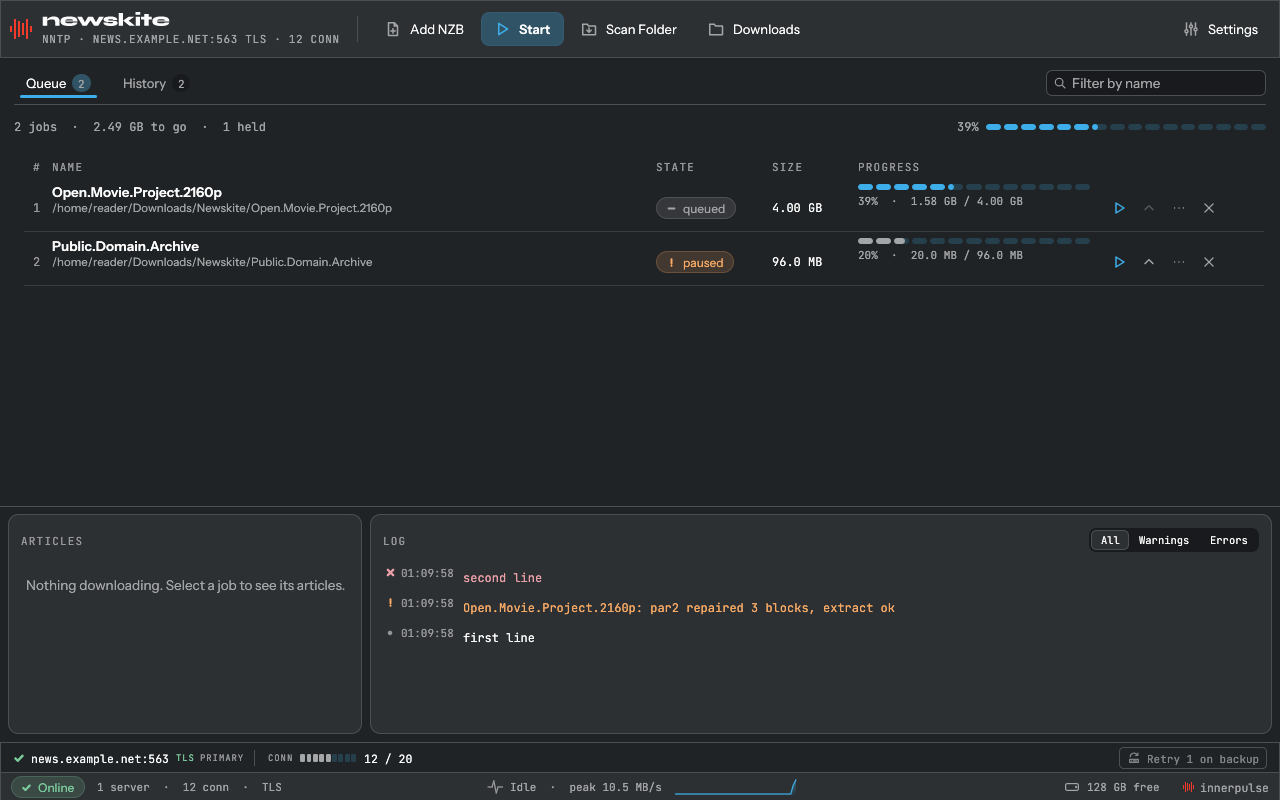 newskite
NNTP · NEWS.EXAMPLE.NET:563 TLS · 12 CONN
Add NZB
Start
Scan Folder
Downloads
Settings
Queue 2
History 2
Filter by name
2 jobs · 2.49 GB to go · 1 held
39%
# NAME STATE SIZE PROGRESS
Open.Movie.Project.2160p
1 /home/reader/Downloads/Newskite/Open.Movie.Project.2160p
queued
4.00 GB
39% · 1.58 GB / 4.00 GB
Public.Domain.Archive
2 /home/reader/Downloads/Newskite/Public.Domain.Archive
! paused
96.0 MB
20% · 20.0 MB / 96.0 MB
ARTICLES
Nothing downloading. Select a job to see its articles.
LOG
All Warnings Errors
01:09:58 second line
! 01:09:58 Open.Movie.Project.2160p: par2 repaired 3 blocks, extract ok
01:09:58 first line
news.example.net:563 TLS PRIMARY
CONN 12 / 20
Retry 1 on backup
Online
1 server · 12 conn · TLS
Idle · peak 10.5 MB/s
128 GB free
innerpulse